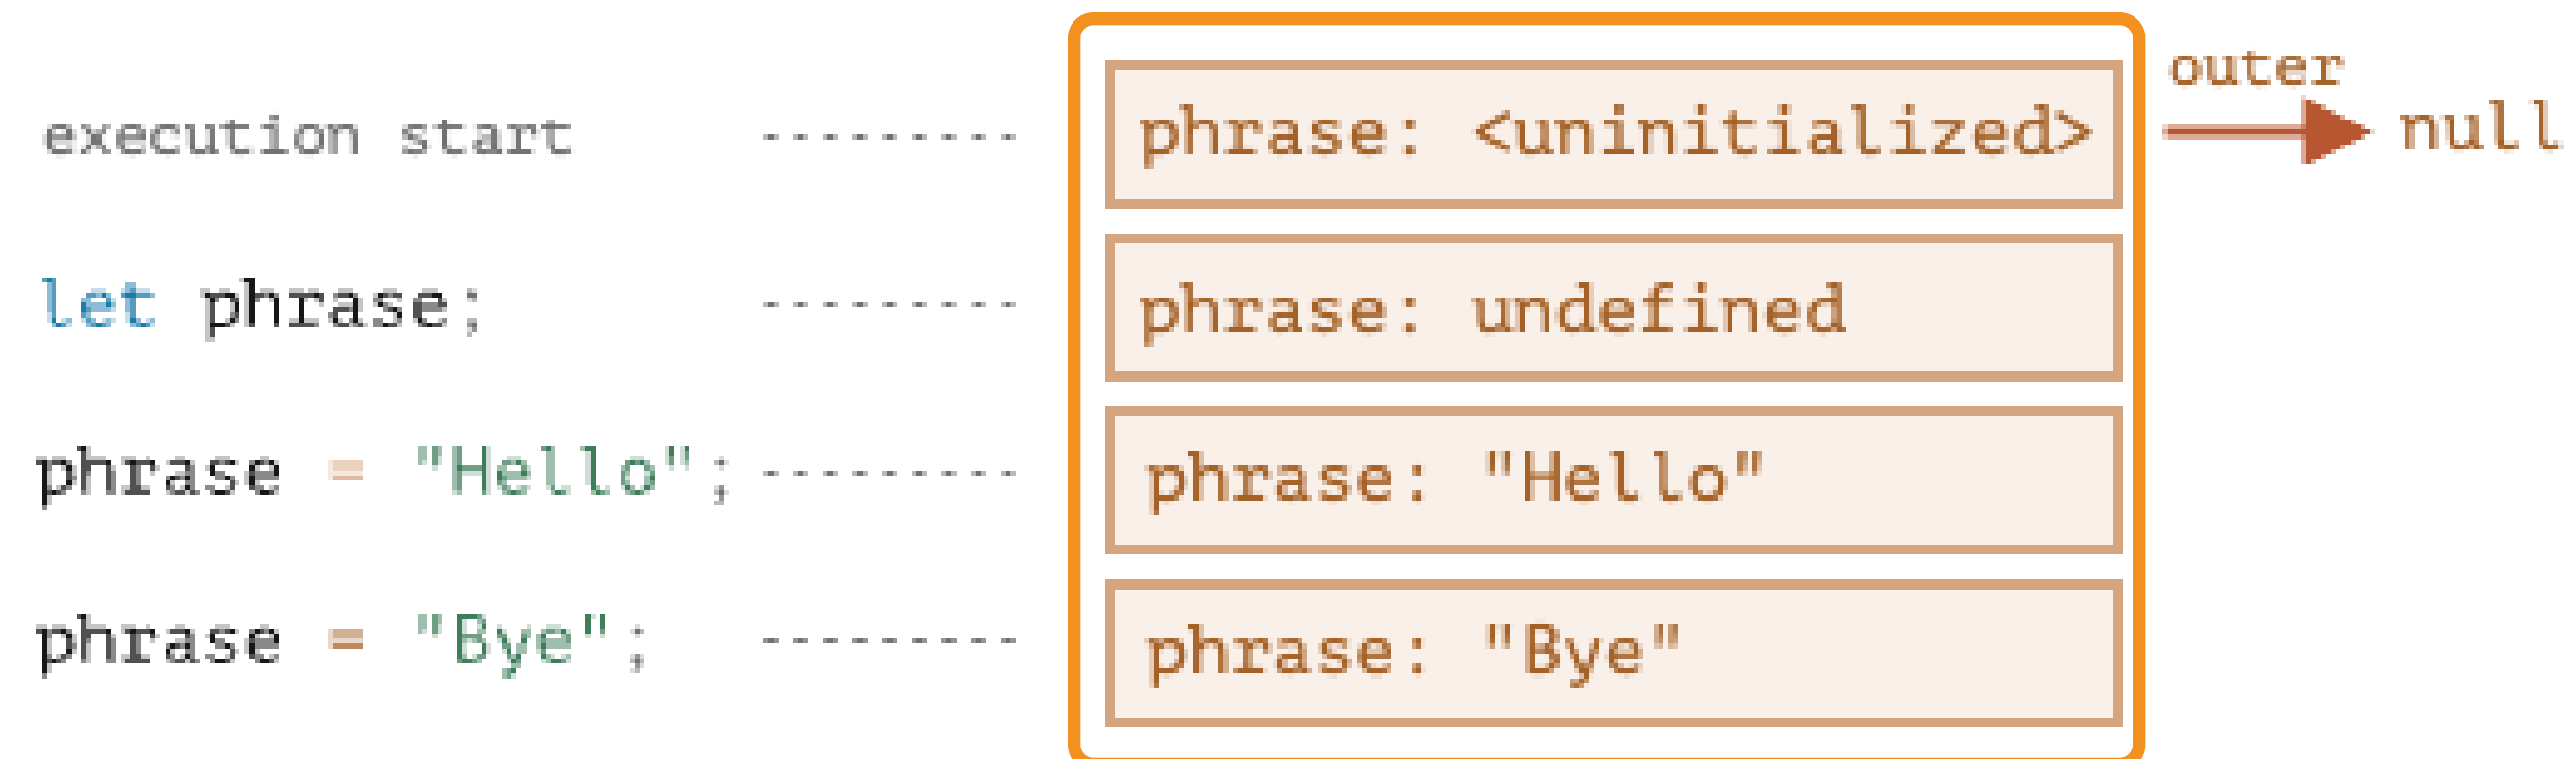 outer
execution start --------- phrase: <uninitialized> null
let phrase; --------- phrase: undefined
phrase = "Hello"; --------- phrase: "Hello"
phrase = "Bye"; --------- phrase: "Bye"